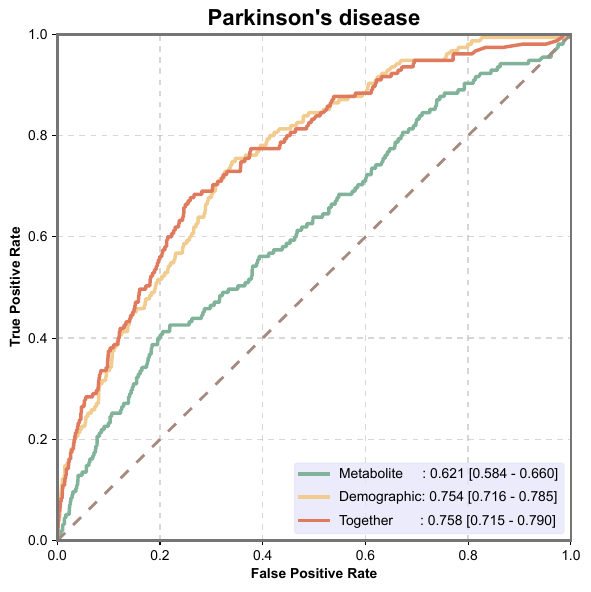 Parkinson's disease
1.0
0.8
0.6
0.4
0.2
0.0
True Positive Rate
Metabolite : 0.621 [0.584 - 0.660]
Demographic: 0.754 [0.716 - 0.785]
Together : 0.758 [0.715 - 0.790]
0.0 0.2 0.4 0.6 0.8 1.0
False Positive Rate